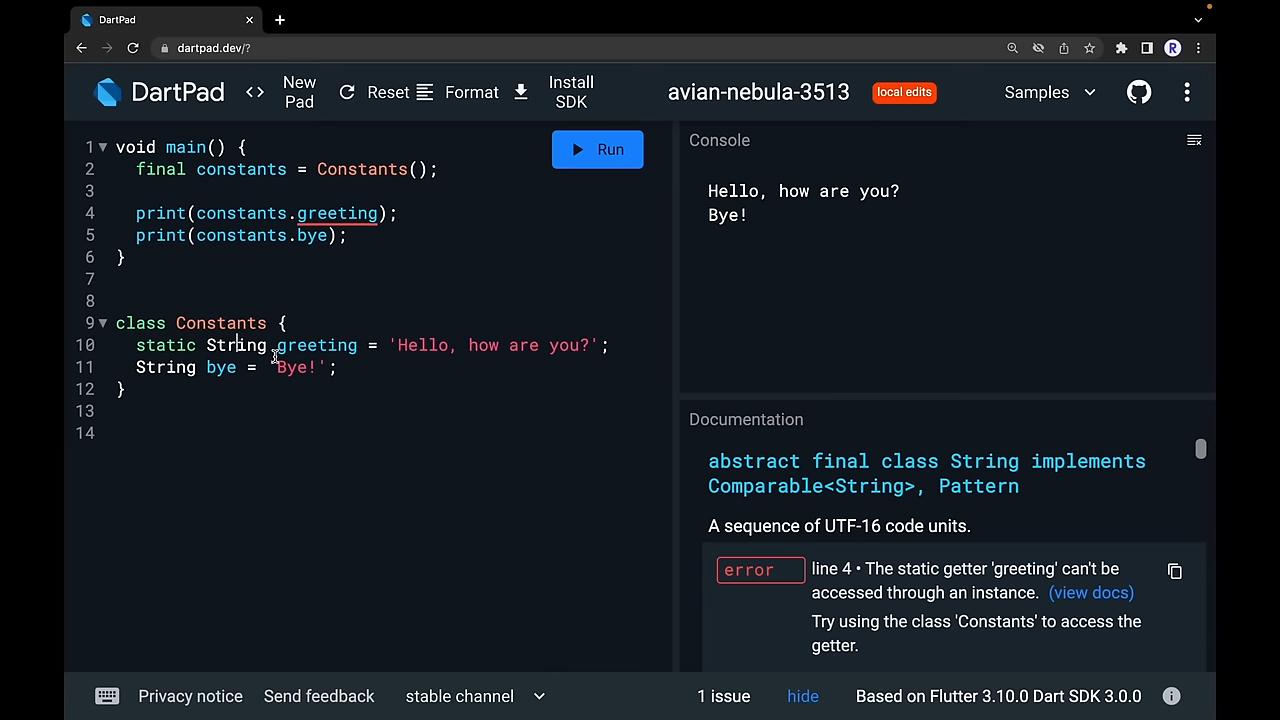 DartPad
dartpad.dev/?
R
DartPad
<> New Pad
Reset
Format
Install SDK
avian-nebula-3513
local edits
Samples
1 void main() {
2 final constants = Constants();
3
4 print(constants.greeting);
5 print(constants.bye);
6 }
7
8
9 class Constants {
10 static String greeting = 'Hello, how are you?';
11 String bye = 'Bye!';
12 }
13
14
Run
Console
Hello, how are you?
Bye!
Documentation
abstract final class String implements
Comparable<String>, Pattern
A sequence of UTF-16 code units.
error
line 4 • The static getter 'greeting' can't be
accessed through an instance. (view docs)
Try using the class 'Constants' to access the
getter.
Privacy notice
Send feedback
stable channel
1 issue
hide
Based on Flutter 3.10.0 Dart SDK 3.0.0